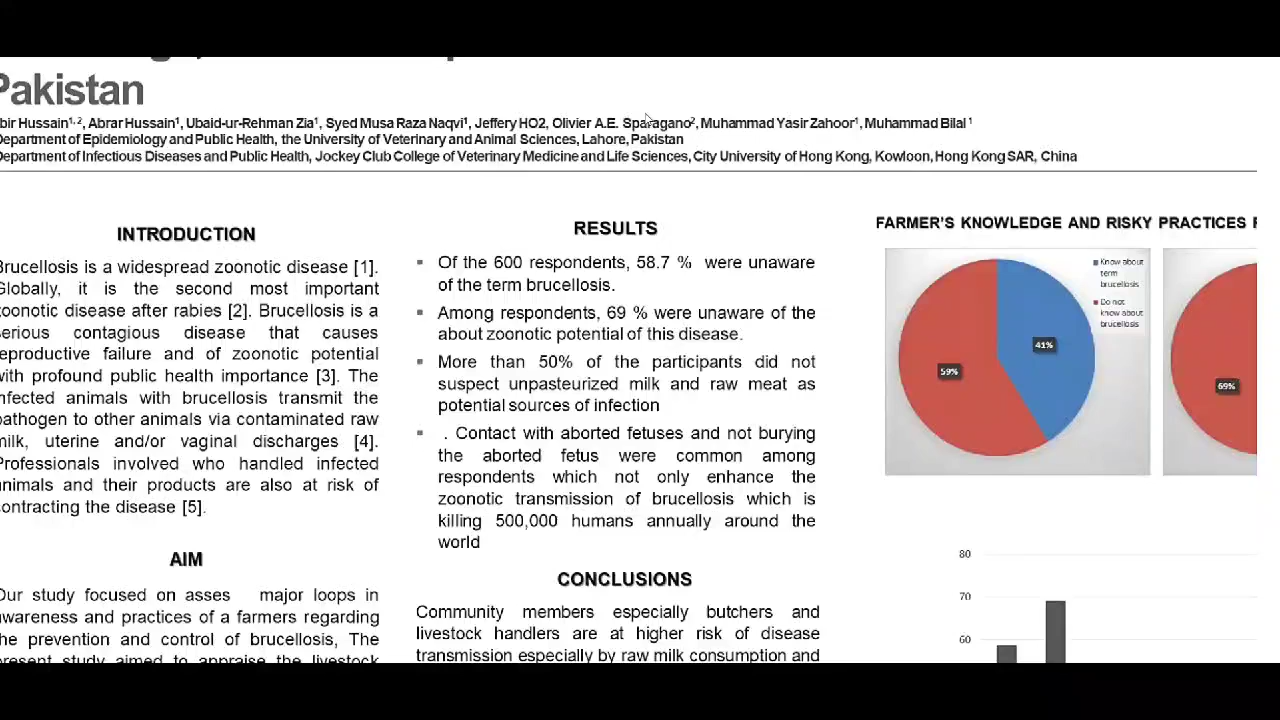 Pakistan
bir Hussain1, 2, Abrar Hussain1, Ubaid-ur-Rehman Zia1, Syed Musa Raza Naqvi1, Jeffery HO2, Olivier A.E. Sparagano2, Muhammad Yasir Zahoor1, Muhammad Bilal 1
Department of Epidemiology and Public Health, the University of Veterinary and Animal Sciences, Lahore, Pakistan
Department of Infectious Diseases and Public Health, Jockey Club College of Veterinary Medicine and Life Sciences, City University of Hong Kong, Kowloon, Hong Kong SAR, China
INTRODUCTION
Brucellosis is a widespread zoonotic disease [1].
Globally, it is the second most important
zoonotic disease after rabies [2]. Brucellosis is a
serious contagious disease that causes
reproductive failure and of zoonotic potential
with profound public health importance [3]. The
infected animals with brucellosis transmit the
pathogen to other animals via contaminated raw
milk, uterine and/or vaginal discharges [4].
Professionals involved who handled infected
animals and their products are also at risk of
contracting the disease [5].
AIM
Our study focused on asses major loops in
awareness and practices of a farmers regarding
the prevention and control of brucellosis, The
present study aimed to appraise the livestock
RESULTS
Of the 600 respondents, 58.7 % were unaware
of the term brucellosis.
Among respondents, 69 % were unaware of the
about zoonotic potential of this disease.
More than 50% of the participants did not
suspect unpasteurized milk and raw meat as
potential sources of infection
. Contact with aborted fetuses and not burying
the aborted fetus were common among
respondents which not only enhance the
zoonotic transmission of brucellosis which is
killing 500,000 humans annually around the
world
CONCLUSIONS
Community members especially butchers and
livestock handlers are at higher risk of disease
transmission especially by raw milk consumption and
FARMER'S KNOWLEDGE AND RISKY PRACTICES
Know about
term
brucellosis
Do not
know about
brucellosis
41%
59%
69%
80
70
60